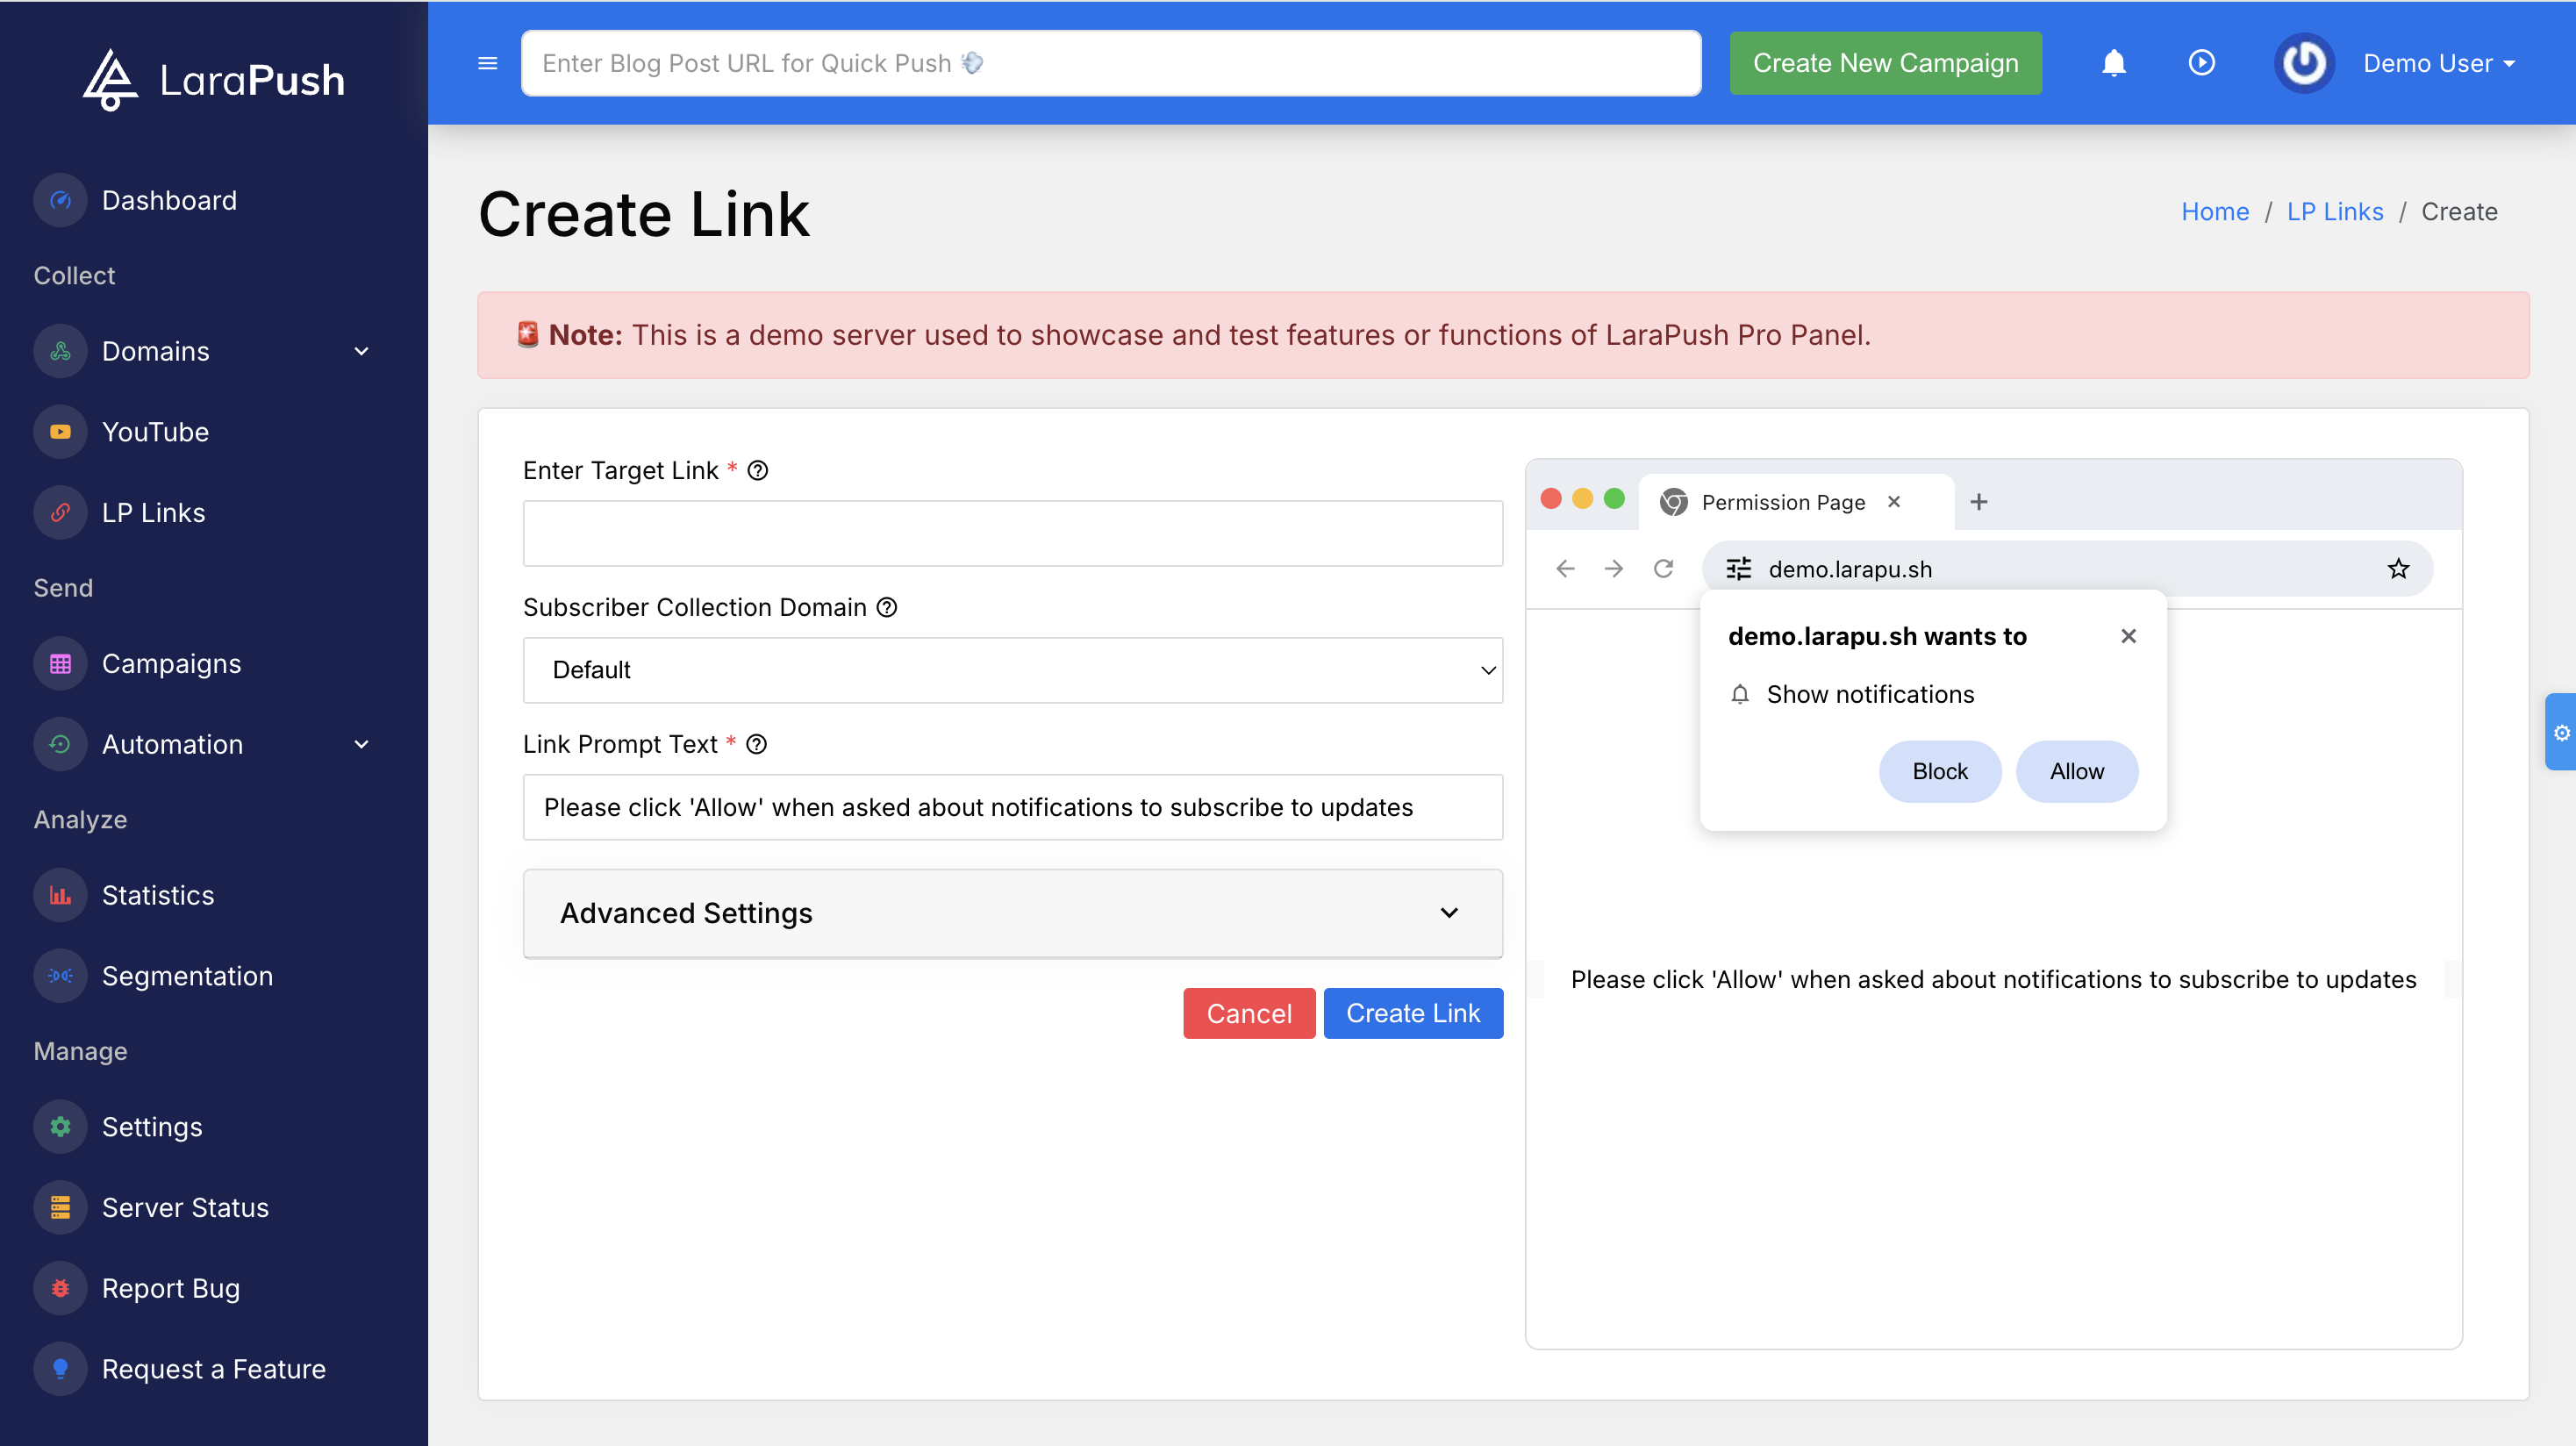 LaraPush
Enter Blog Post URL for Quick Push 💨
Create New Campaign
Demo User
Dashboard
Collect
Domains
YouTube
LP Links
Send
Campaigns
Automation
Analyze
Statistics
Segmentation
Manage
Settings
Server Status
Report Bug
Request a Feature
Create Link
Home / LP Links / Create
🚨 Note: This is a demo server used to showcase and test features or functions of LaraPush Pro Panel.
Enter Target Link *
Subscriber Collection Domain
Default
Link Prompt Text *
Please click 'Allow' when asked about notifications to subscribe to updates
Advanced Settings
Cancel
Create Link
Permission Page
demo.larapu.sh
demo.larapu.sh wants to
Show notifications
Block
Allow
Please click 'Allow' when asked about notifications to subscribe to updates